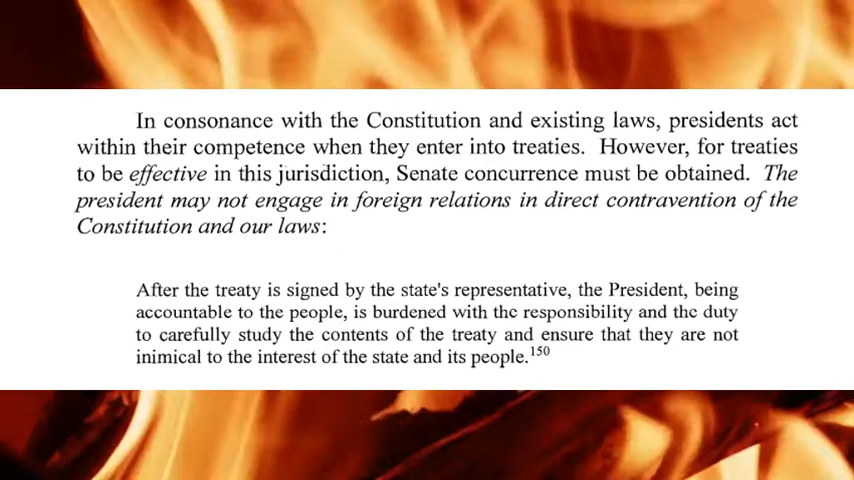 In consonance with the Constitution and existing laws, presidents act
within their competence when they enter into treaties. However, for treaties
to be effective in this jurisdiction, Senate concurrence must be obtained. The
president may not engage in foreign relations in direct contravention of the
Constitution and our laws:
After the treaty is signed by the state's representative, the President, being
accountable to the people, is burdened with the responsibility and the duty
to carefully study the contents of the treaty and ensure that they are not
inimical to the interest of the state and its people.150